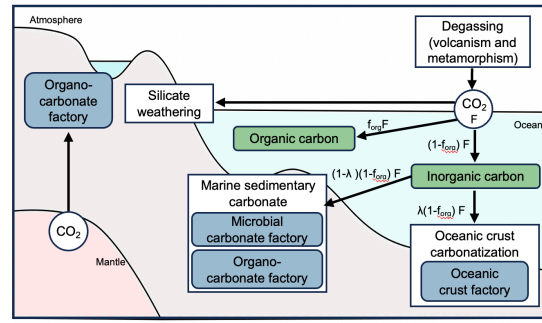 Atmosphere
Degassing
(volcanism and
metamorphism)
Organo-
carbonate
factory
Silicate
weathering
CO2
F
Ocean
forgF
Organic carbon
(1-forg) F
(1-λ )(1-forg) F
Inorganic carbon
Marine sedimentary
carbonate
Microbial
carbonate factory
Organo-
carbonate factory
λ(1-forg) F
Oceanic crust
carbonatization
Oceanic
crust factory
CO2
Mantle